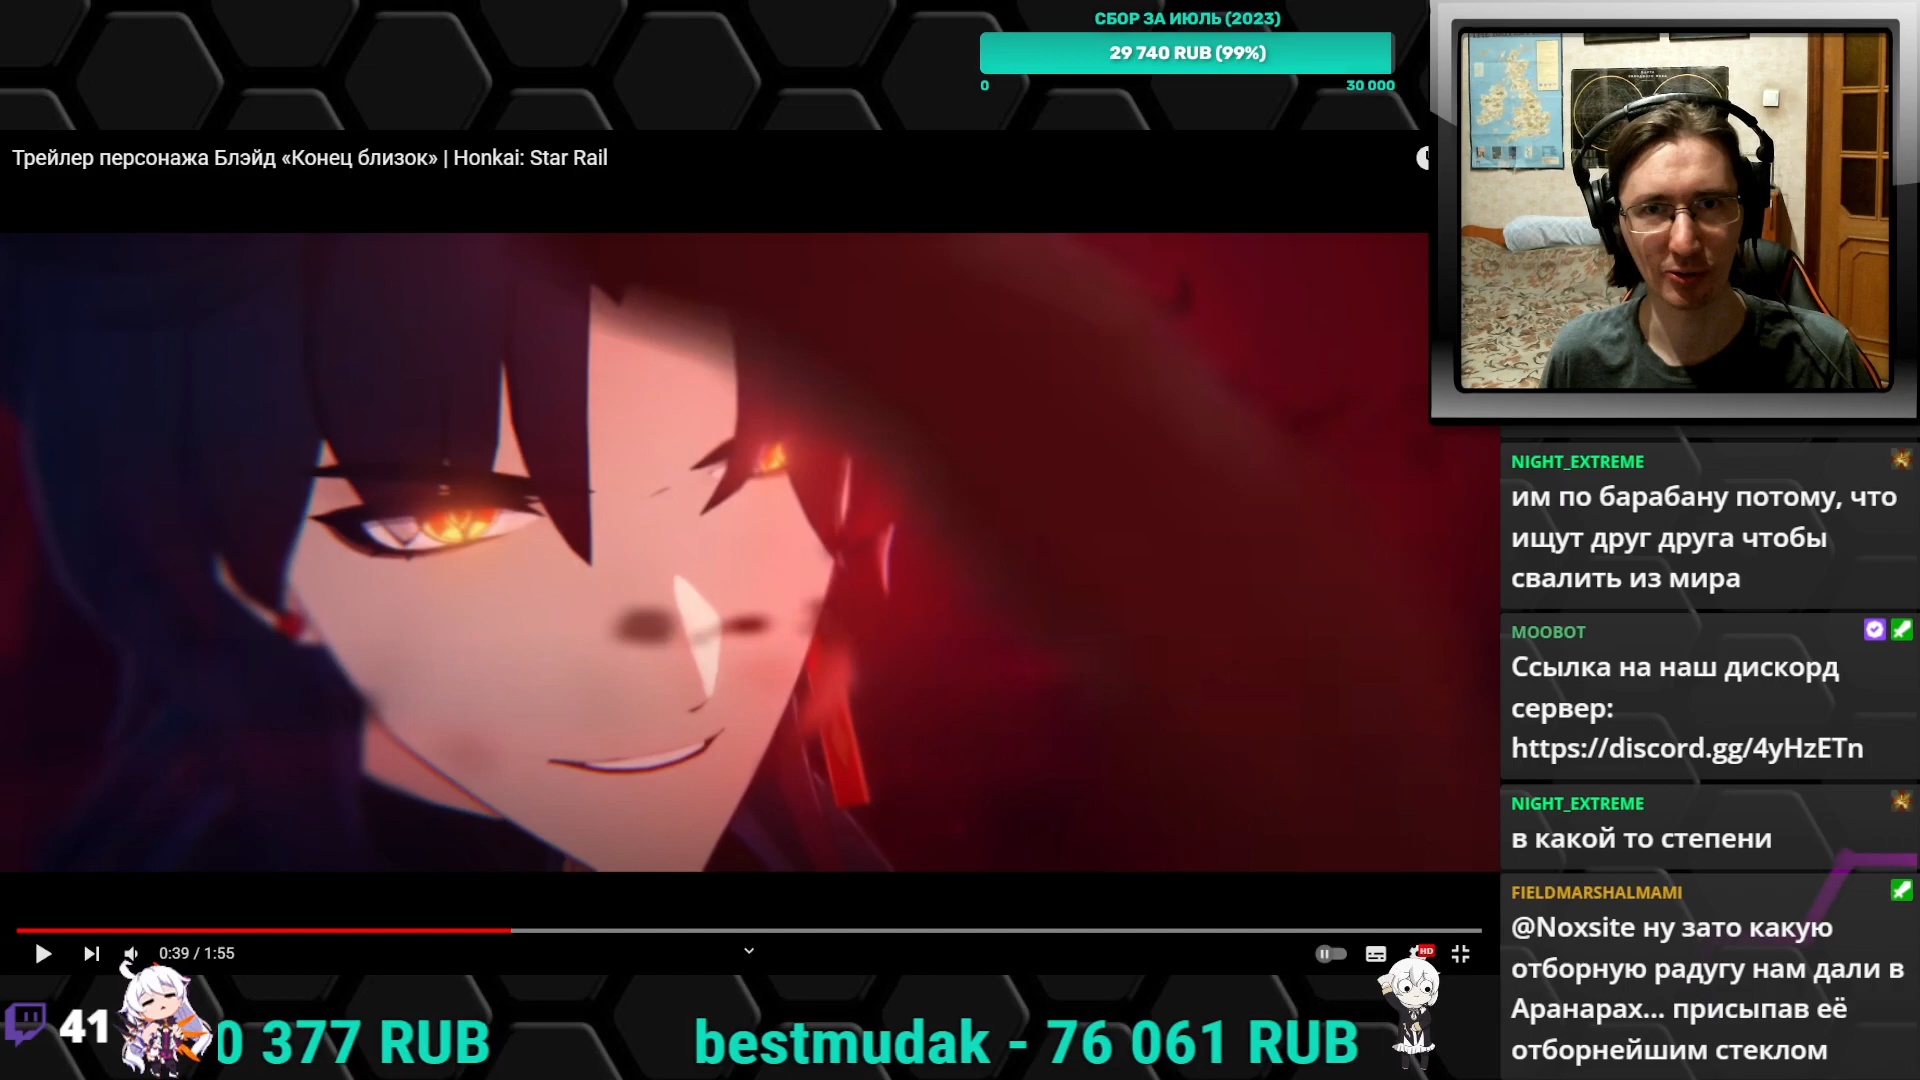 СБОР ЗА ИЮЛЬ (2023)
29 740 RUB (99%)
0
30 000
Трейлер персонажа Блэйд «Конец близок» | Honkai: Star Rail
NIGHT_EXTREME
им по барабану потому, что
ищут друг друга чтобы
свалить из мира
MOOBOT
Ссылка на наш дискорд
сервер:
https://discord.gg/4yHzETn
NIGHT_EXTREME
в какой то степени
FIELDMARSHALMAMI
@Noxsite ну зато какую
отборную радугу нам дали в
Аранарах... присыпав её
отборнейшим стеклом
0:39 / 1:55
HD
41
0 377 RUB
bestmudak - 76 061 RUB